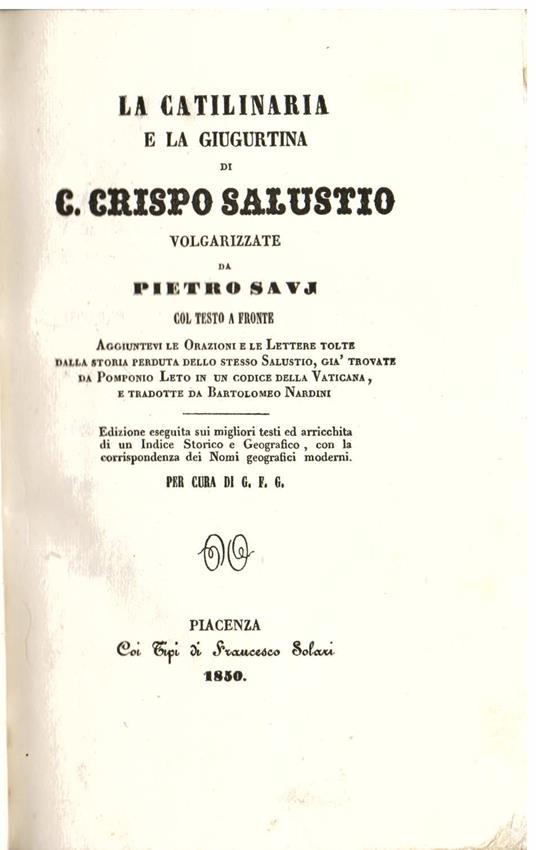 LA CATILINARIA
E LA GIUGURTINA
DI
C. CRISPO SALUSTIO
VOLGARIZZATE
DA
PIETRO SAVJ
COL TESTO A FRONTE
AGGIUNTEVI LE ORAZIONI E LE LETTERE TOLTE
DALLA STORIA PERDUTA DELLO STESSO SALUSTIO, GIA' TROVATE
DA POMPONIO LETO IN UN CODICE DELLA VATICANA,
E TRADOTTE DA BARTOLOMEO NARDINI
Edizione eseguita sui migliori testi ed arricchita
di un Indice Storico e Geografico, con la
corrispondenza dei Nomi geografici moderni.
PER CURA DI G. F. G.
PIACENZA
Coi Tipi di Francesco Solari
1850.